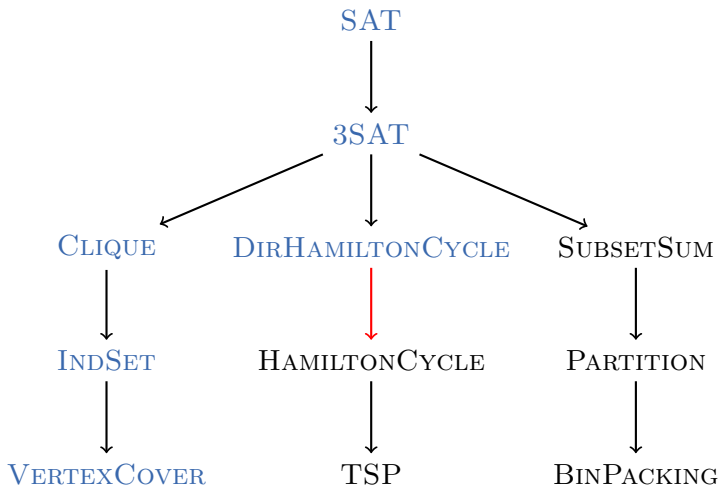 SAT
3SAT
CLIQUE DIRHAMILTONCYCLE SUBSETSUM
INDSET HAMILTONCYCLE PARTITION
VERTEXCOVER TSP BINPACKING